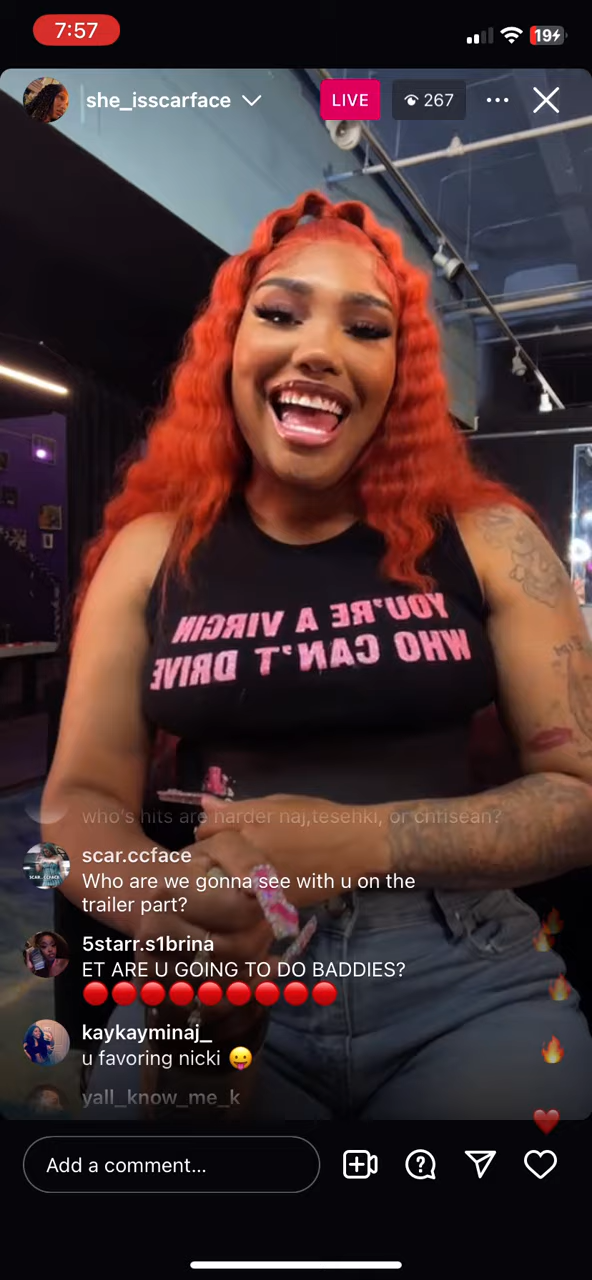 7:57
19
she_isscarface
LIVE
267
YOU'RE A VIRGIN
WHO CAN'T DRIVE
who's hits are harder naj,tesehki, or chrisean?
scar.ccface
Who are we gonna see with u on the
trailer part?
5starr.s1brina
ET ARE U GOING TO DO BADDIES?
kaykayminaj_
u favoring nicki
yall_know_me_k
Add a comment...